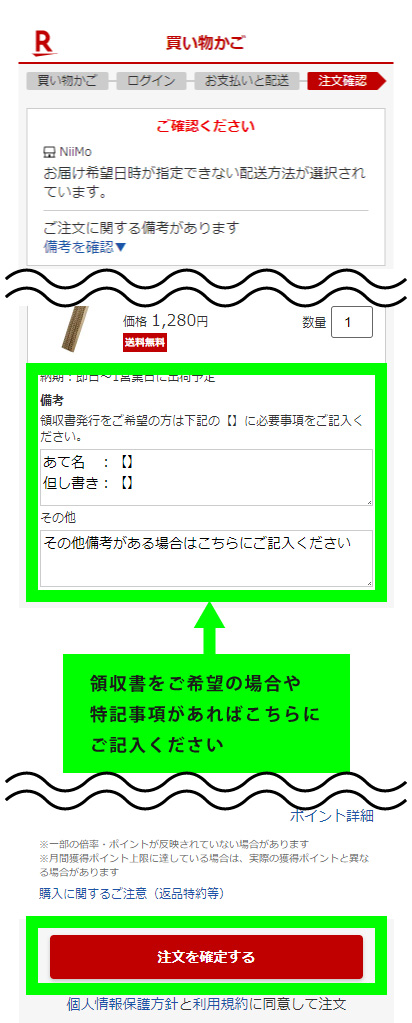 R
買い物かご
買い物かご ログイン お支払いと配送 注文確認
ご確認ください
NiiMo
お届け希望日時が指定できない配送方法が選択され
ています。
ご注文に関する備考があります
備考を確認▼
価格 1,280円
数量 1
送料無料
納期：即日～1営業日に出荷予定
備考
領収書発行をご希望の方は下記の【】に必要事項をご記入く
ださい。
あて名　：【】
但し書き：【】
その他
その他備考がある場合はこちらにご記入ください
領収書をご希望の場合や
特記事項があればこちらに
ご記入ください
ポイント詳細
※一部の倍率・ポイントが反映されていない場合があります
※月間獲得ポイント上限に達している場合は、実際の獲得ポイントと異な
る場合があります
購入に関するご注意（返品特約等）
注文を確定する
個人情報保護方針と利用規約に同意して注文